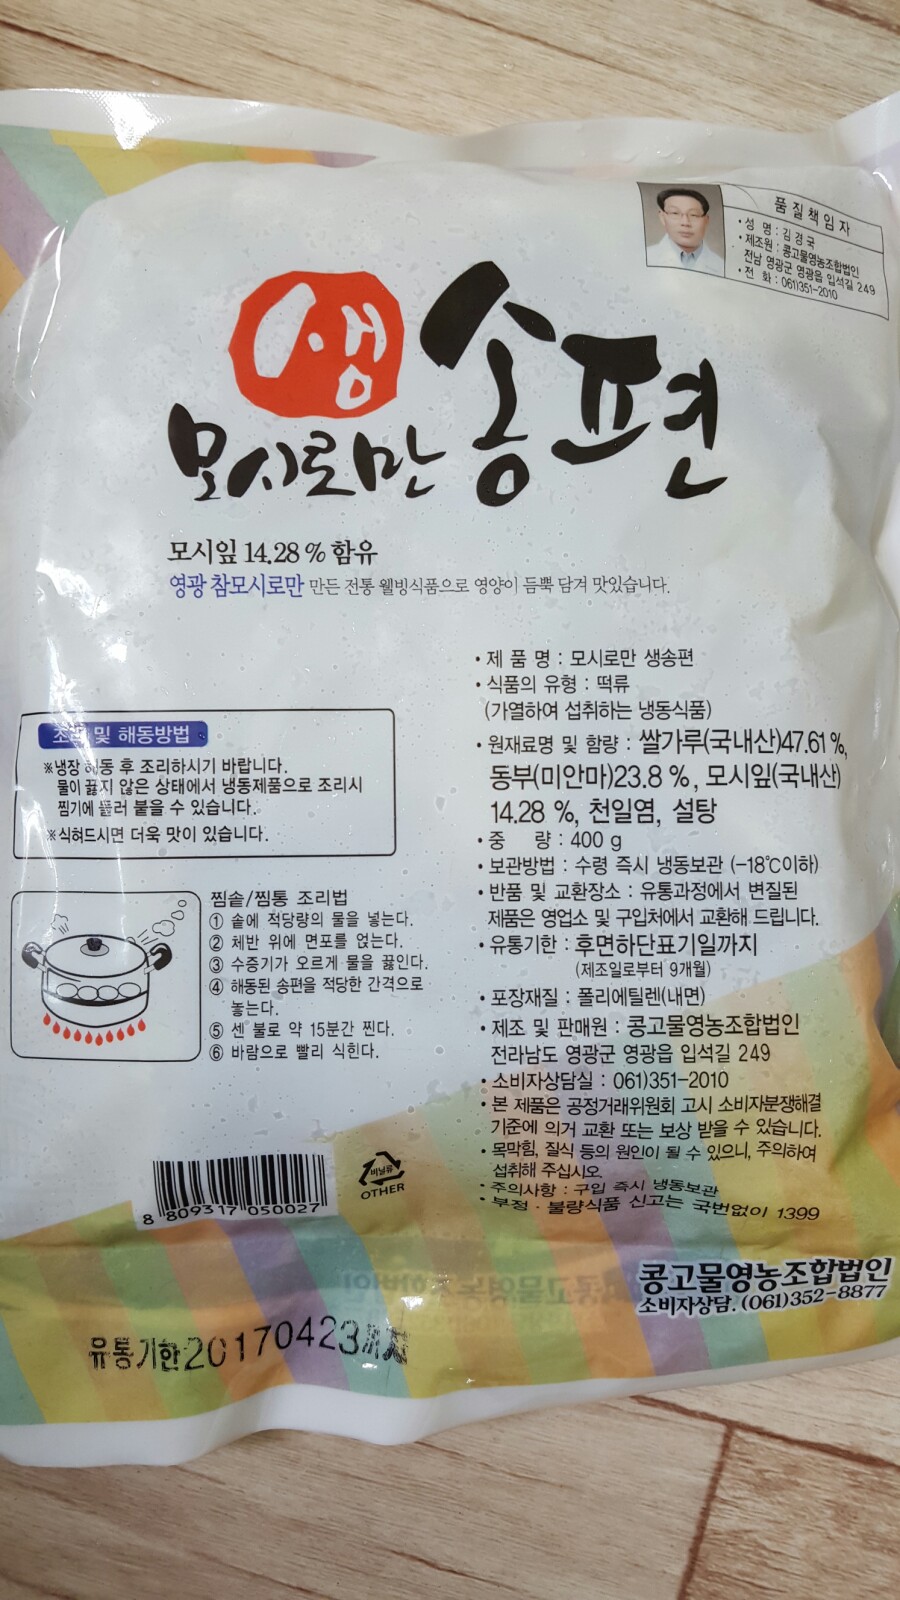 품질책임자
• 성 명 : 김경국
• 제조원 : 콩고물영농조합법인
전남 영광군 영광읍 입석길 249
• 전 화 : 061)351-2010
생
모시로만 송편
모시잎 14.28 % 함유
영광 참모시로만 만든 전통 웰빙식품으로 영양이 듬뿍 담겨 맛있습니다.
• 제 품 명 : 모시로만 생송편
• 식품의 유형 : 떡류
(가열하여 섭취하는 냉동식품)
• 원재료명 및 함량 : 쌀가루(국내산)47.61 %,
동부(미얀마)23.8 %, 모시잎(국내산)
14.28 %, 천일염, 설탕
• 중 량 : 400 g
• 보관방법 : 수령 즉시 냉동보관 (-18℃이하)
• 반품 및 교환장소 : 유통과정에서 변질된
제품은 영업소 및 구입처에서 교환해 드립니다.
• 유통기한 : 후면하단표기일까지
(제조일로부터 9개월)
• 포장재질 : 폴리에틸렌(내면)
• 제조 및 판매원 : 콩고물영농조합법인
전라남도 영광군 영광읍 입석길 249
• 소비자상담실 : 061)351-2010
• 본 제품은 공정거래위원회 고시 소비자분쟁해결
기준에 의거 교환 또는 보상 받을 수 있습니다.
• 목막힘, 질식 등의 원인이 될 수 있으니, 주의하여
섭취해 주십시오.
• 주의사항 : 구입 즉시 냉동보관
• 부정 · 불량식품 신고는 국번없이 1399
조리 및 해동방법
※냉장 해동 후 조리하시기 바랍니다.
물이 끓지 않은 상태에서 냉동제품으로 조리시
찜기에 눌러 붙을 수 있습니다.
※식혀드시면 더욱 맛이 있습니다.
찜솥/찜통 조리법
① 솥에 적당량의 물을 넣는다.
② 체반 위에 면포를 얹는다.
③ 수증기가 오르게 물을 끓인다.
④ 해동된 송편을 적당한 간격으로
놓는다.
⑤ 센 불로 약 15분간 찐다.
⑥ 바람으로 빨리 식힌다.
8 809317 050027
비닐류
OTHER
콩고물영농조합법인
소비자상담. (061)352-8877
유통기한20170423까지